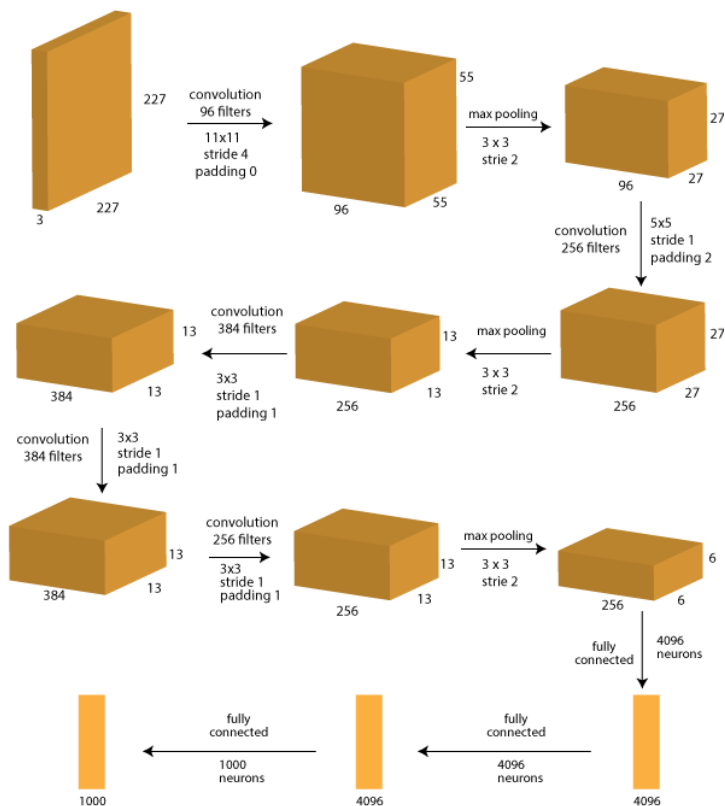 227
227
3
convolution
96 filters
11x11
stride 4
padding 0
55
55
96
max pooling
3 x 3
strie 2
27
27
96
convolution
256 filters
5x5
stride 1
padding 2
27
27
256
max pooling
3 x 3
strie 2
13
13
256
convolution
384 filters
3x3
stride 1
padding 1
13
13
384
convolution
384 filters
3x3
stride 1
padding 1
13
13
384
convolution
256 filters
3x3
stride 1
padding 1
13
13
256
max pooling
3 x 3
strie 2
6
6
256
fully
connected
4096
neurons
4096
fully
connected
4096
neurons
4096
fully
connected
1000
neurons
1000